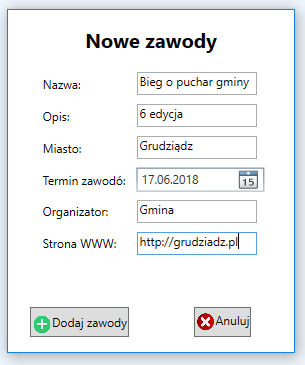 Nowe zawody
Nazwa: Bieg o puchar gminy
Opis: 6 edycja
Miasto: Grudziądz
Termin zawodó: 17.06.2018 15
Organizator: Gmina
Strona WWW: http://grudziadz.pl
Dodaj zawody Anuluj